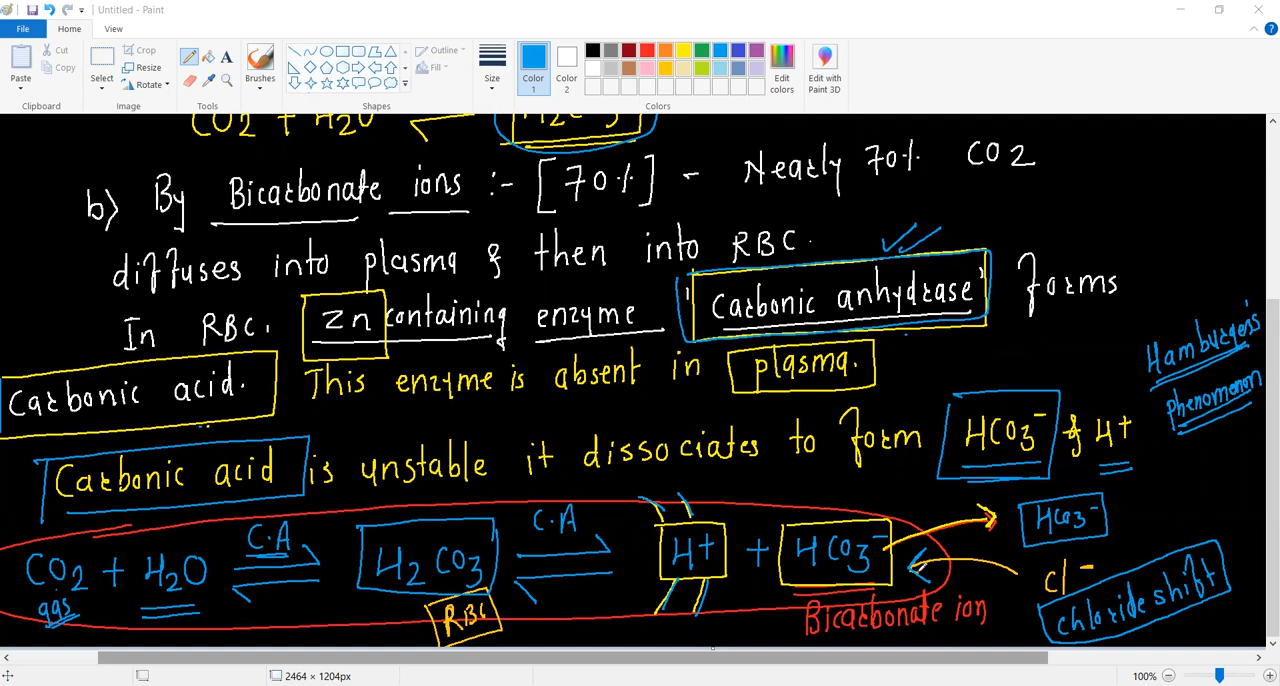 Untitled - Paint
File Home View
Paste
Cut
Copy
Clipboard
Select
Crop
Resize
Rotate
Image
Tools
Brushes
Shapes
Outline
Fill
Size
Color 1
Color 2
Colors
Edit colors
Edit with Paint 3D
CO2 + H2O
b) By Bicarbonate ions :- [70%] - Nearly 70% CO2
diffuses into plasma & then into RBC.
In RBC. Zn containing enzyme 'Carbonic anhydrase' forms
Carbonic acid. This enzyme is absent in plasma.
Hamburger's phenomenon
Carbonic acid is unstable it dissociates to form HCO3- & H+
CO2 + H2O C.A H2CO3 C.A H+ + HCO3- HCO3-
gas RBC Bicarbonate ion cl-
chloride shift
2464 × 1204px 100%